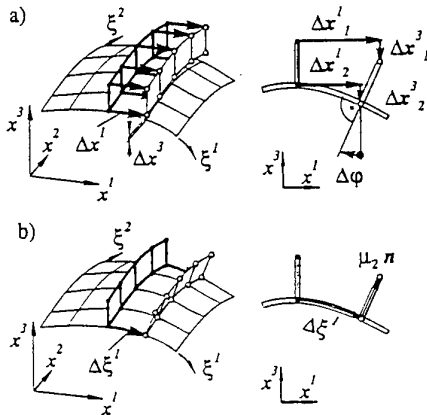 a)
ξ²
x³
x²
x¹
Δx¹
Δx³
ξ¹
Δx¹₁
Δx³₁
Δx¹₂
Δx³₂
Δφ
x³
x¹
b)
ξ²
x³
x²
x¹
Δξ¹
ξ¹
μ₂ n
Δξ¹
x³
x¹